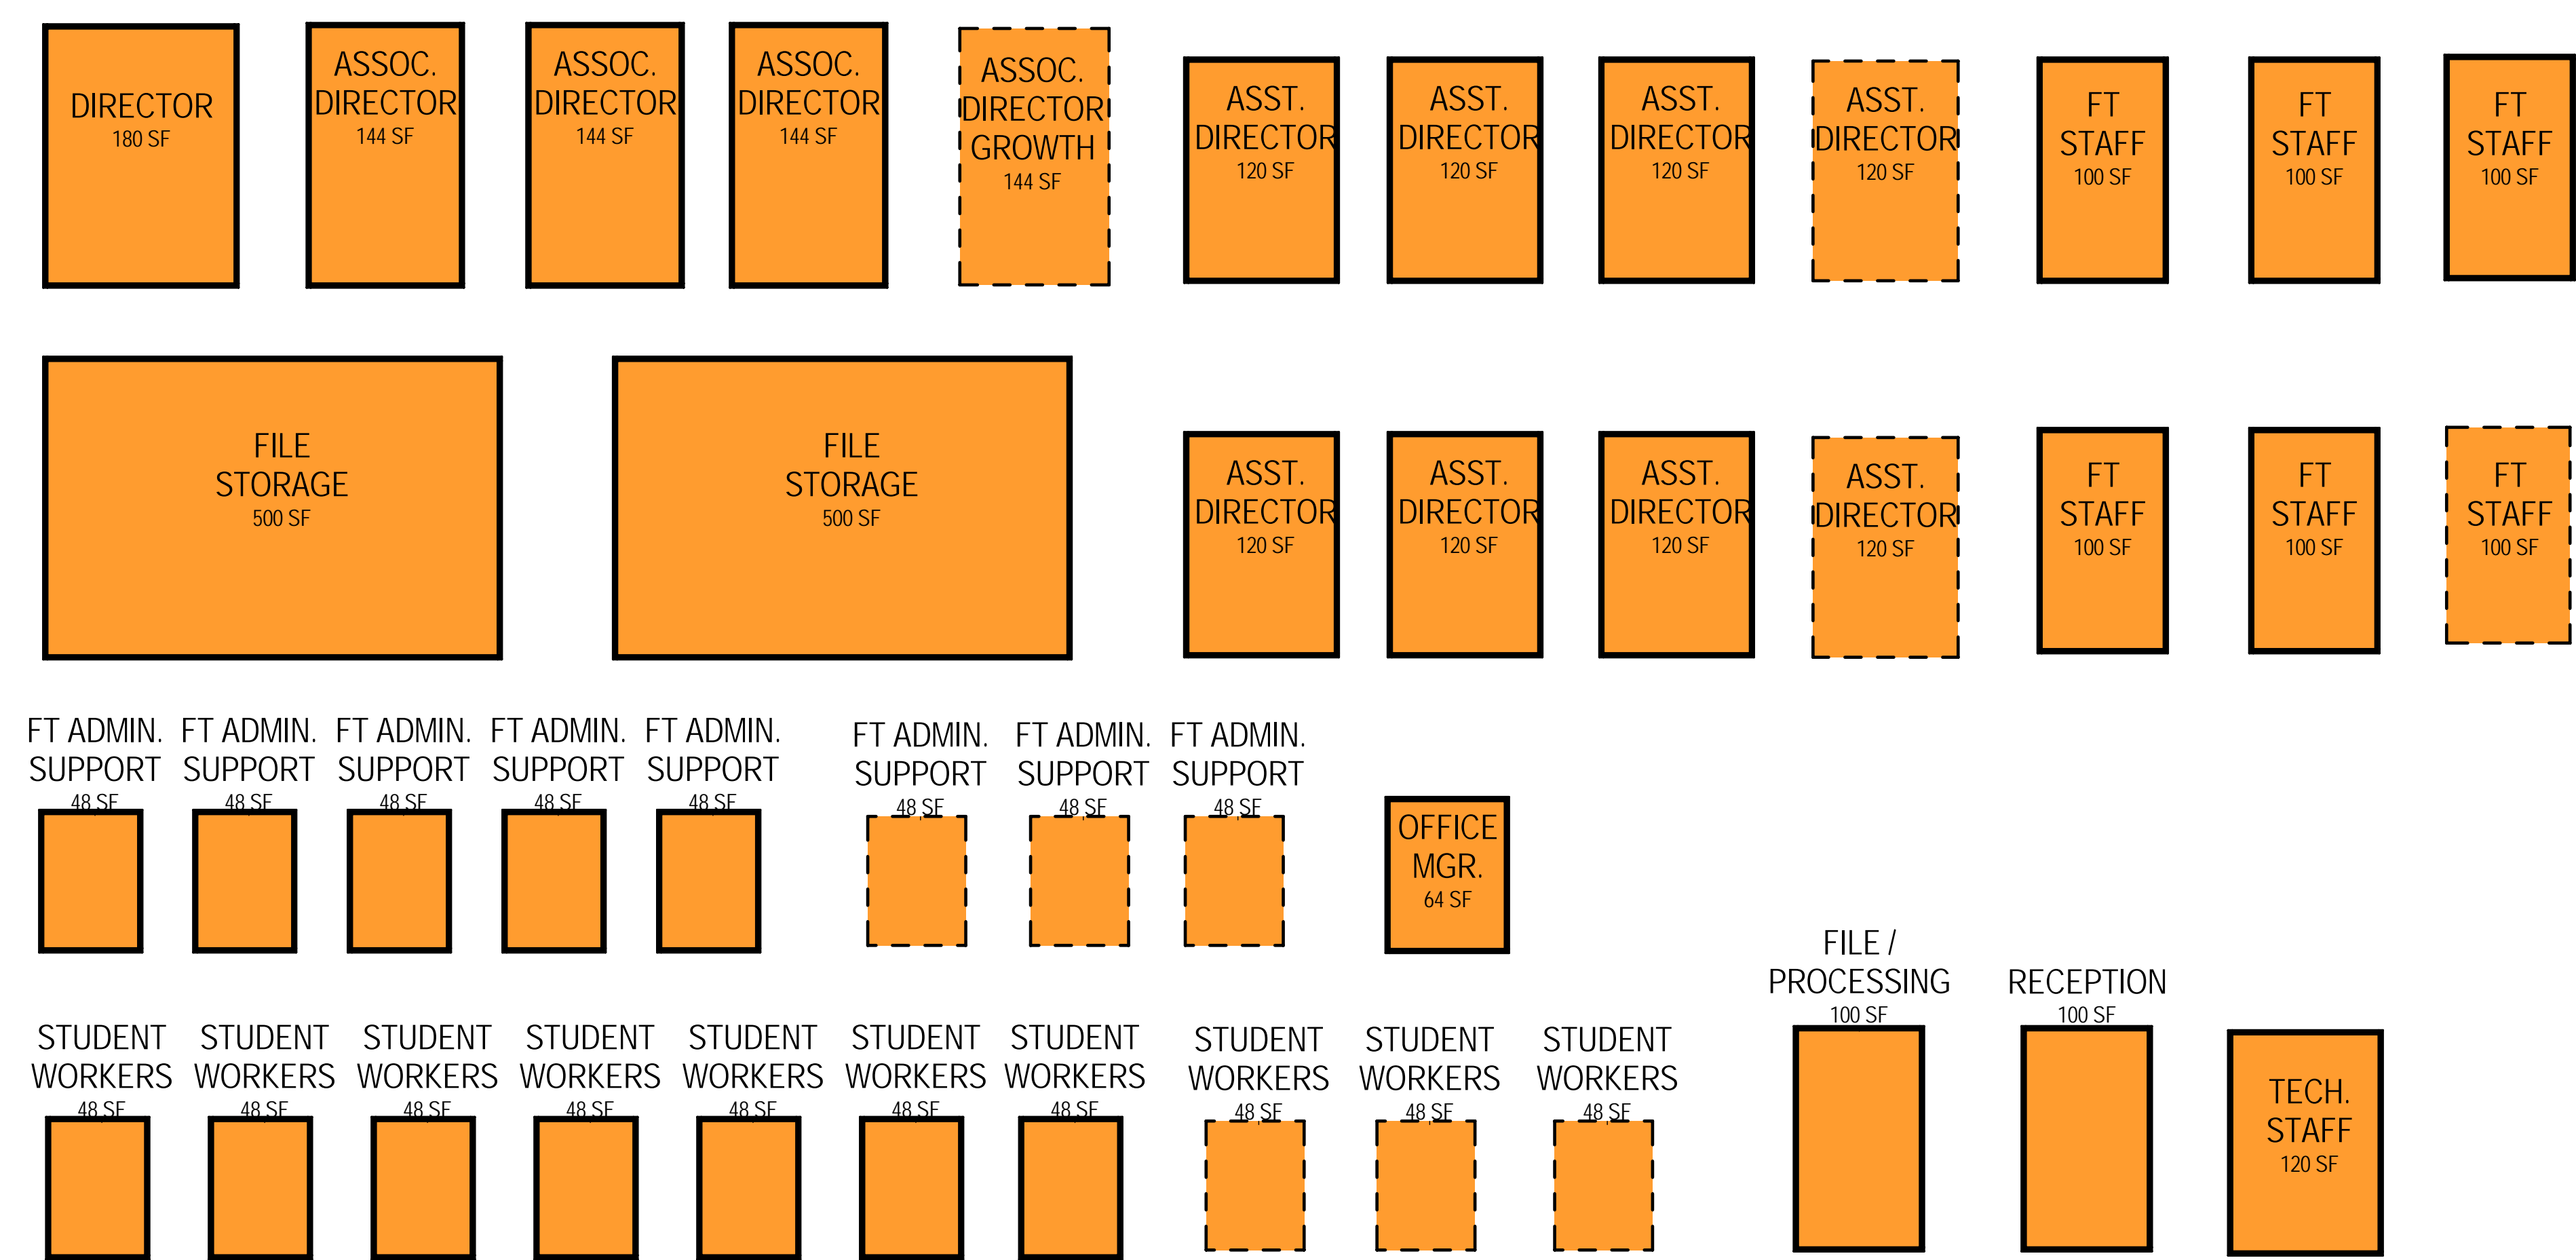 DIRECTOR
180 SF
ASSOC.
DIRECTOR
144 SF
ASSOC.
DIRECTOR
144 SF
ASSOC.
DIRECTOR
144 SF
ASSOC.
DIRECTOR
GROWTH
144 SF
ASST.
DIRECTOR
120 SF
ASST.
DIRECTOR
120 SF
ASST.
DIRECTOR
120 SF
ASST.
DIRECTOR
120 SF
FT
STAFF
100 SF
FT
STAFF
100 SF
FT
STAFF
100 SF
FILE
STORAGE
500 SF
FILE
STORAGE
500 SF
ASST.
DIRECTOR
120 SF
ASST.
DIRECTOR
120 SF
ASST.
DIRECTOR
120 SF
ASST.
DIRECTOR
120 SF
FT
STAFF
100 SF
FT
STAFF
100 SF
FT
STAFF
100 SF
FT ADMIN.
SUPPORT
48 SF
FT ADMIN.
SUPPORT
48 SF
FT ADMIN.
SUPPORT
48 SF
FT ADMIN.
SUPPORT
48 SF
FT ADMIN.
SUPPORT
48 SF
FT ADMIN.
SUPPORT
48 SF
FT ADMIN.
SUPPORT
48 SF
FT ADMIN.
SUPPORT
48 SF
OFFICE
MGR.
64 SF
STUDENT
WORKERS
48 SF
STUDENT
WORKERS
48 SF
STUDENT
WORKERS
48 SF
STUDENT
WORKERS
48 SF
STUDENT
WORKERS
48 SF
STUDENT
WORKERS
48 SF
STUDENT
WORKERS
48 SF
STUDENT
WORKERS
48 SF
STUDENT
WORKERS
48 SF
STUDENT
WORKERS
48 SF
FILE /
PROCESSING
100 SF
RECEPTION
100 SF
TECH.
STAFF
120 SF